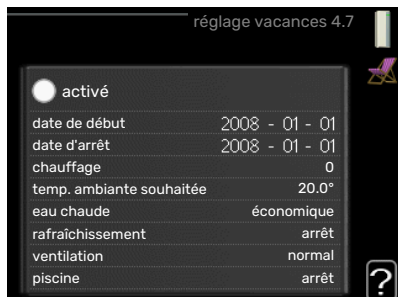 réglage vacances 4.7
activé
date de début 2008 - 01 - 01
date d'arrêt 2008 - 01 - 01
chauffage 0
temp. ambiante souhaitée 20.0°
eau chaude économique
rafraîchissement arrêt
ventilation normal
piscine arrêt
?